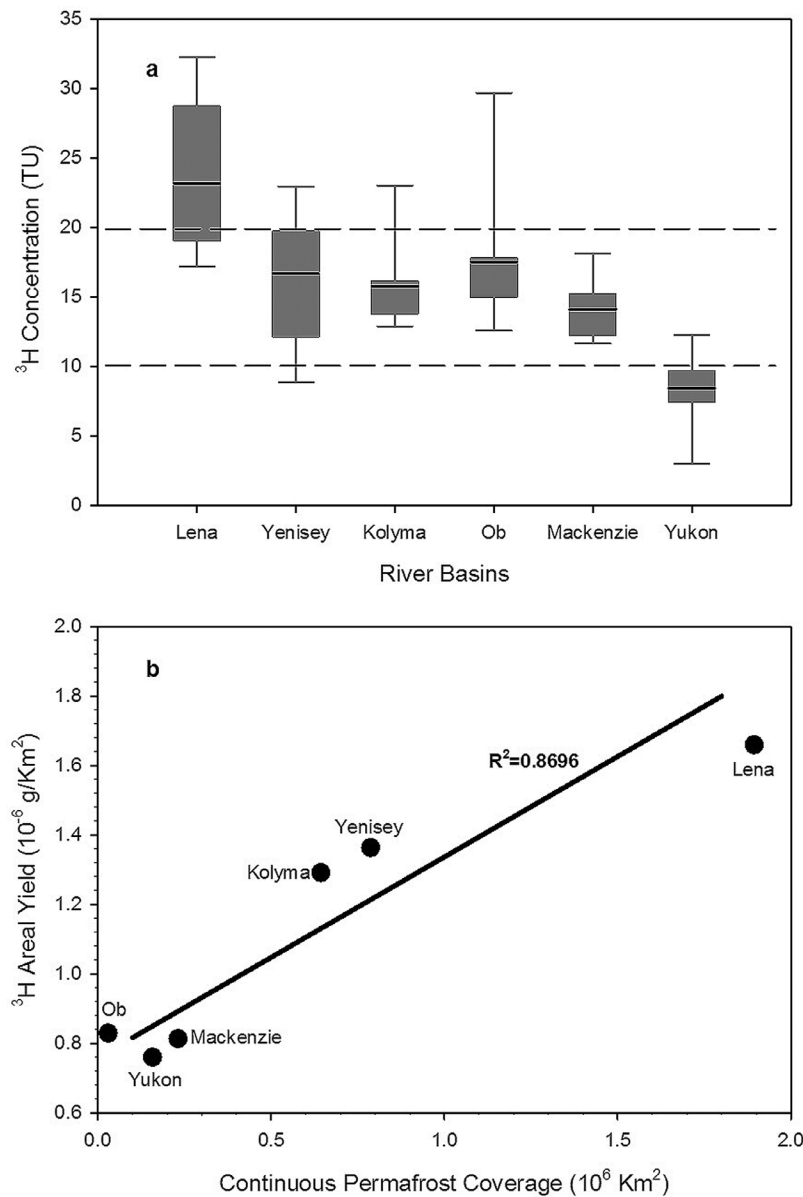 a
35
30
25
20
15
10
5
0
³H Concentration (TU)
Lena Yenisey Kolyma Ob Mackenzie Yukon
River Basins
b
2.0
1.8
1.6
1.4
1.2
1.0
0.8
0.6
³H Areal Yield (10⁻⁶ g/Km²)
R²=0.8696
Lena
Yenisey
Kolyma
Ob
Mackenzie
Yukon
0.0 0.5 1.0 1.5 2.0
Continuous Permafrost Coverage (10⁶ Km²)